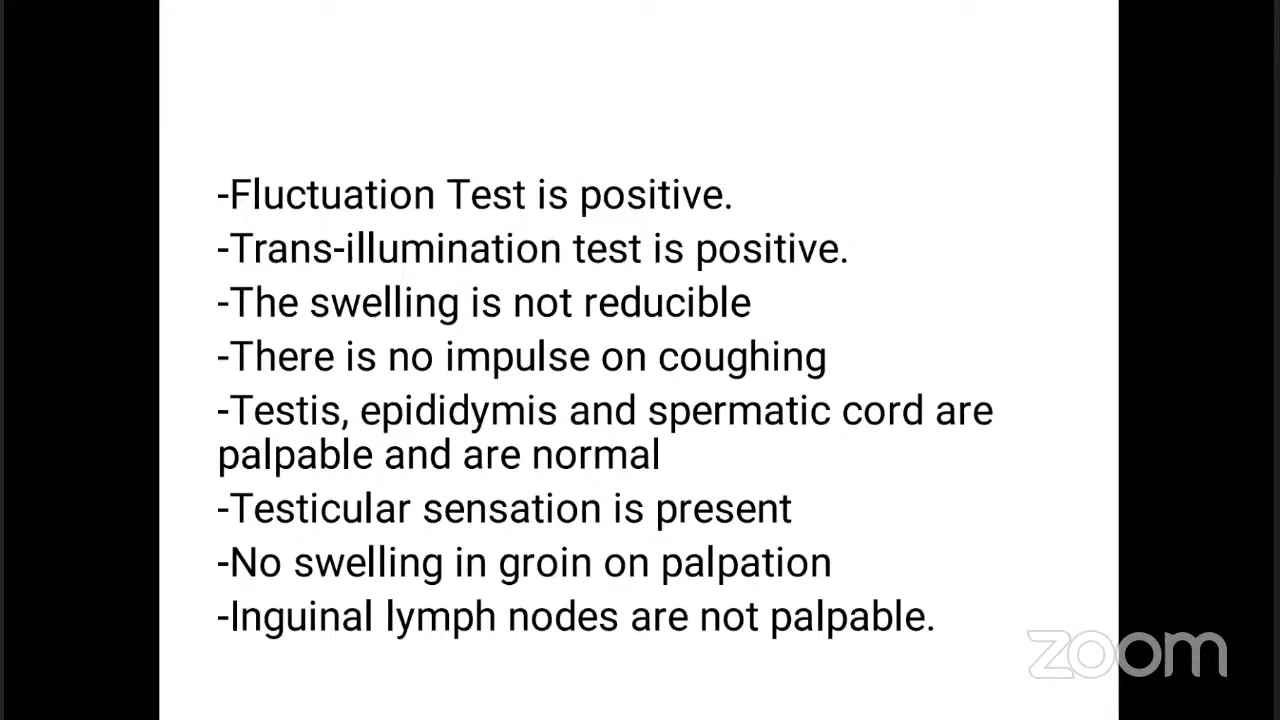 -Fluctuation Test is positive.
-Trans-illumination test is positive.
-The swelling is not reducible
-There is no impulse on coughing
-Testis, epididymis and spermatic cord are
palpable and are normal
-Testicular sensation is present
-No swelling in groin on palpation
-Inguinal lymph nodes are not palpable.
zoom